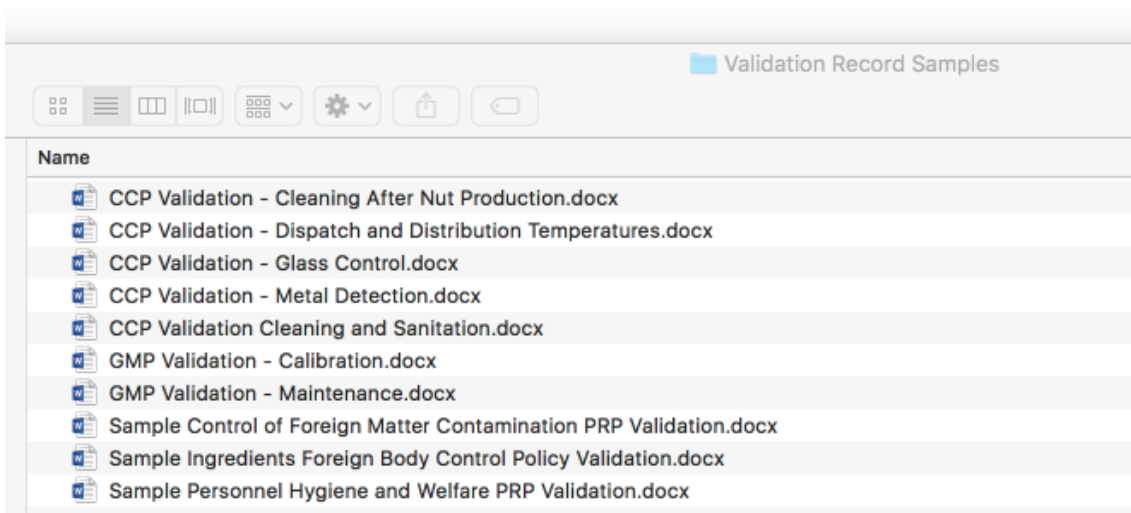 Validation Record Samples
Name
CCP Validation - Cleaning After Nut Production.docx
CCP Validation - Dispatch and Distribution Temperatures.docx
CCP Validation - Glass Control.docx
CCP Validation - Metal Detection.docx
CCP Validation Cleaning and Sanitation.docx
GMP Validation - Calibration.docx
GMP Validation - Maintenance.docx
Sample Control of Foreign Matter Contamination PRP Validation.docx
Sample Ingredients Foreign Body Control Policy Validation.docx
Sample Personnel Hygiene and Welfare PRP Validation.docx